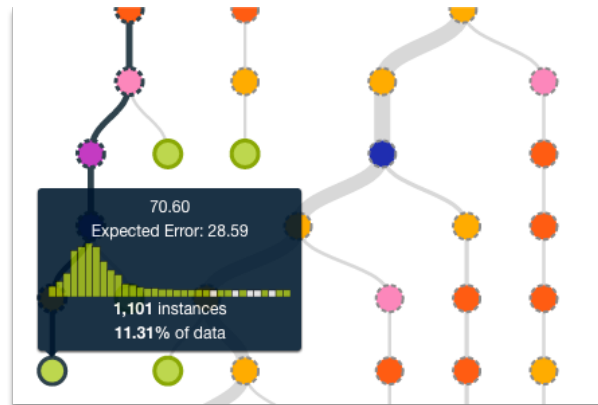 70.60
Expected Error: 28.59
1,101 instances
11.31% of data